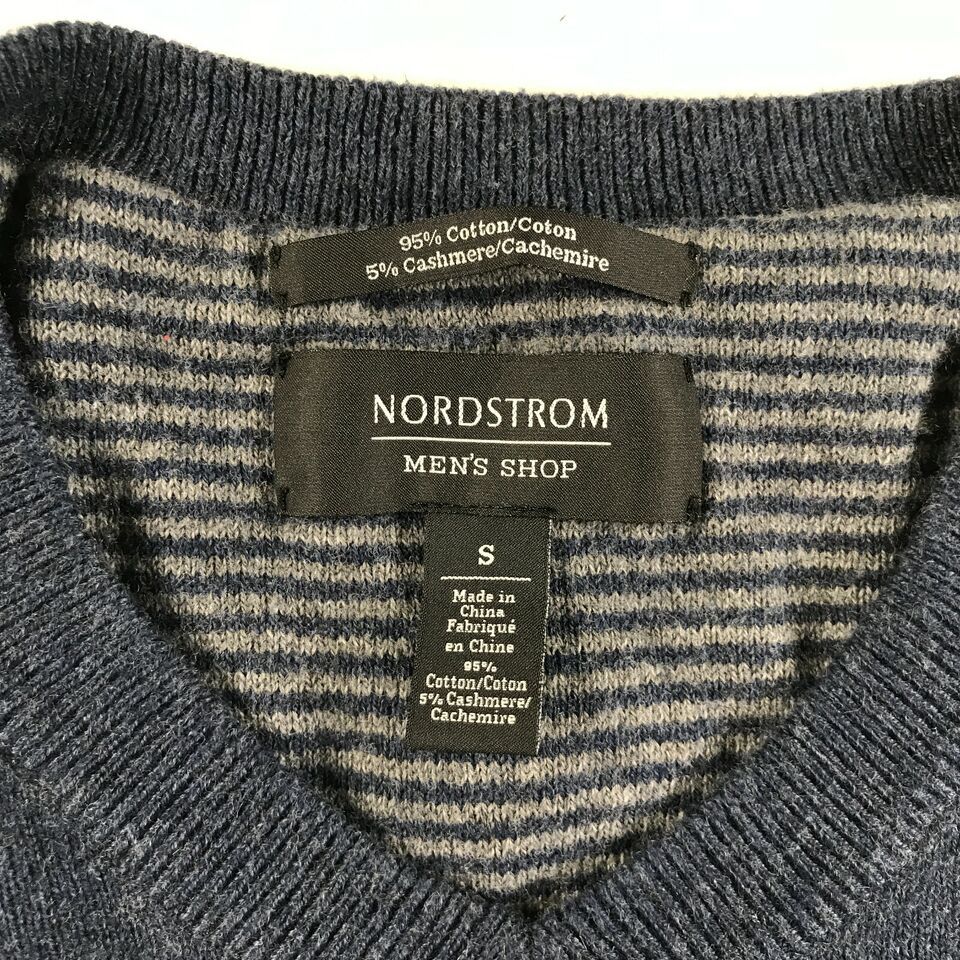 95% Cotton/Coton
5% Cashmere/Cachemire
NORDSTROM
MEN'S SHOP
S
Made in
China
Fabriqué
en Chine
95%
Cotton/Coton
5% Cashmere/
Cachemire